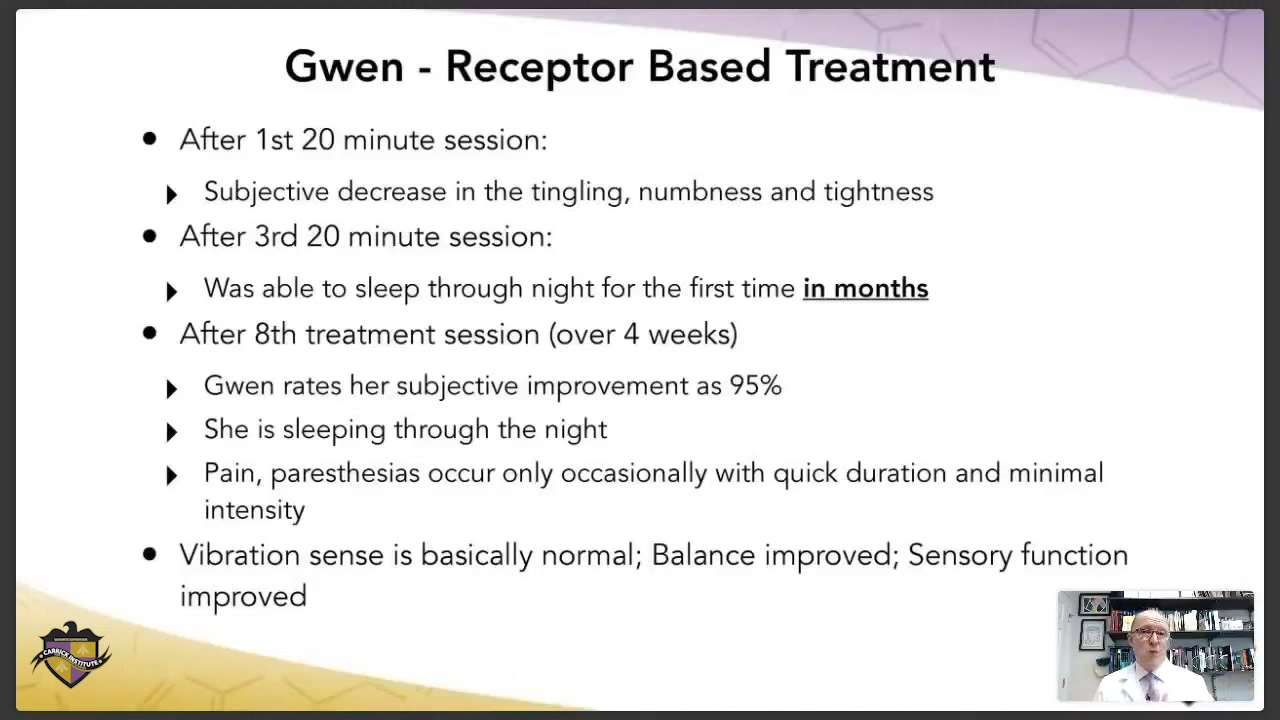 Gwen - Receptor Based Treatment
• After 1st 20 minute session:
Subjective decrease in the tingling, numbness and tightness
• After 3rd 20 minute session:
Was able to sleep through night for the first time in months
• After 8th treatment session (over 4 weeks)
Gwen rates her subjective improvement as 95%
She is sleeping through the night
Pain, paresthesias occur only occasionally with quick duration and minimal
intensity
• Vibration sense is basically normal; Balance improved; Sensory function
improved
CARRICK INSTITUTE